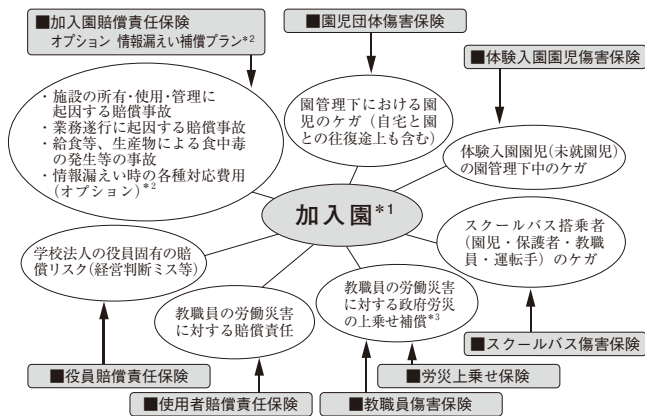 ■加入園賠償責任保険
オプション 情報漏えい補償プラン*2
■園児団体傷害保険
■体験入園園児傷害保険
・施設の所有・使用・管理に
起因する賠償事故
・業務遂行に起因する賠償事故
・給食等、生産物による食中毒
の発生等の事故
・情報漏えい時の各種対応費用
(オプション)*2
園管理下における園
児のケガ(自宅と園
との往復途上も含む)
体験入園園児(未就園児)
の園管理下中のケガ
加入園*1
学校法人の役員固有の賠
償リスク(経営判断ミス等)
教職員の労働災害
に対する賠償責任
教職員の労働災害
に対する政府労災
の上乗せ補償*3
スクールバス搭乗者
(園児・保護者・教職
員・運転手)のケガ
■スクールバス傷害保険
■役員賠償責任保険
■労災上乗せ保険
■使用者賠償責任保険
■教職員傷害保険